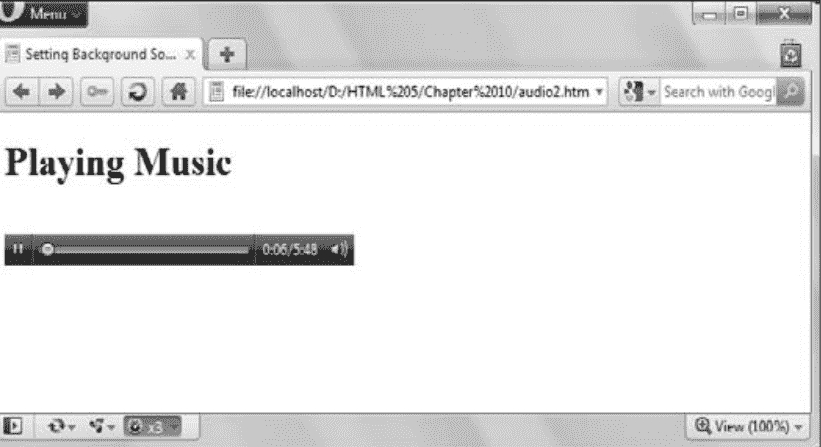 Menu
Setting Background So...
file://localhost/D:/HTML%205/Chapter%2010/audio2.htm
Search with Googl
Playing Music
0:06/5:48
x3
View (100%)